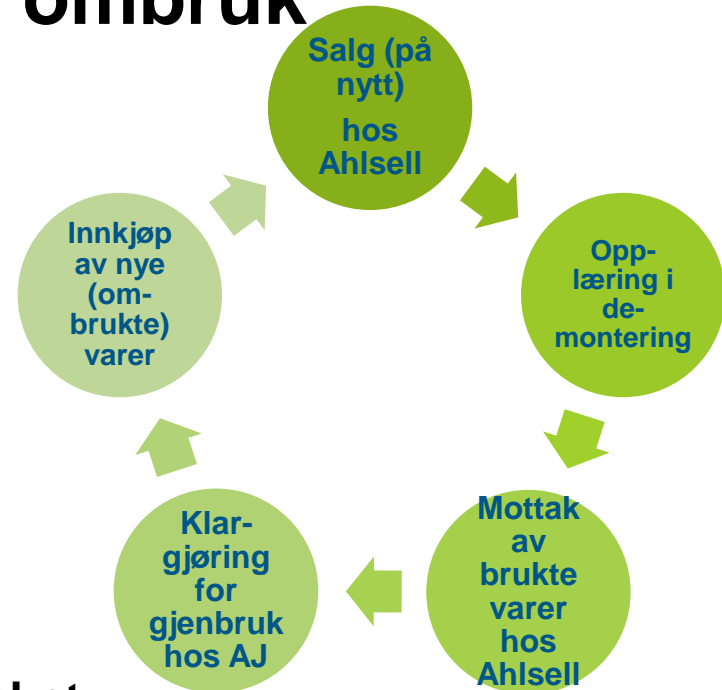 ombruk
Salg (på
nytt)
hos
Ahlsell
Opp-
læring i
de-
montering
Mottak
av
brukte
varer
hos
Ahlsell
Klar-
gjøring
for
gjenbruk
hos AJ
Innkjøp
av nye
(om-
brukte)
varer